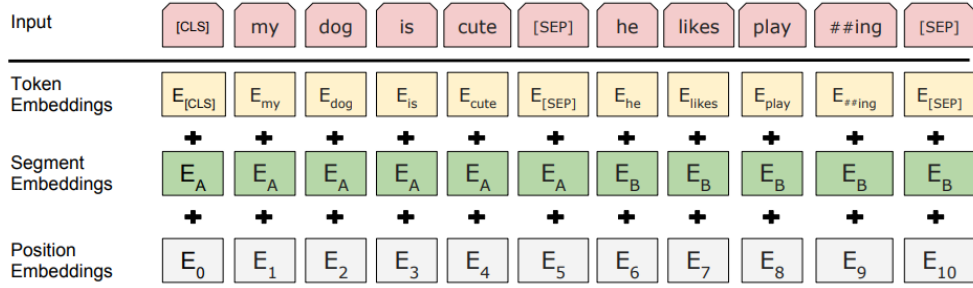 Input [CLS] my dog is cute [SEP] he likes play ##ing [SEP]
Token Embeddings E[CLS] Emy Edog Eis Ecute E[SEP] Ehe Elikes Eplay E##ing E[SEP]
+ + + + + + + + + + +
Segment Embeddings EA EA EA EA EA EA EB EB EB EB EB
+ + + + + + + + + + +
Position Embeddings E0 E1 E2 E3 E4 E5 E6 E7 E8 E9 E10